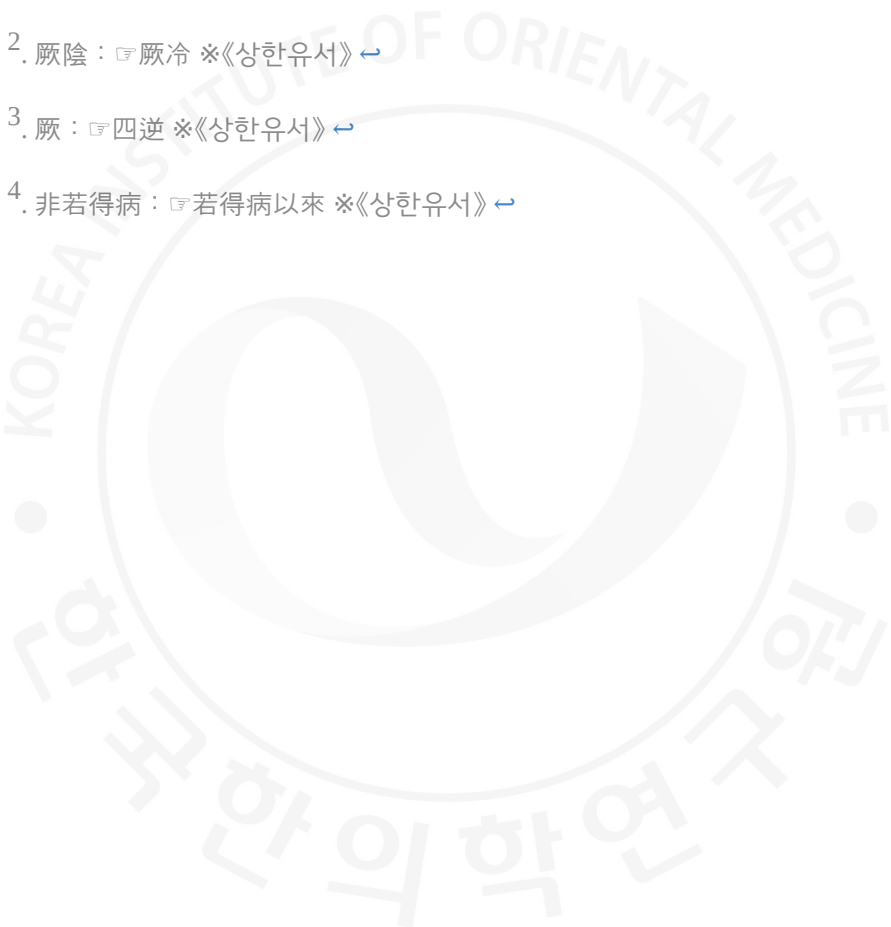 2. 厥陰：☞厥冷 ※《상한유서》↩
3. 厥：☞四逆 ※《상한유서》↩
4. 非若得病：☞若得病以來 ※《상한유서》↩
KOREA INSTITUTE OF ORIENTAL MEDICINE
한국한의학연구원